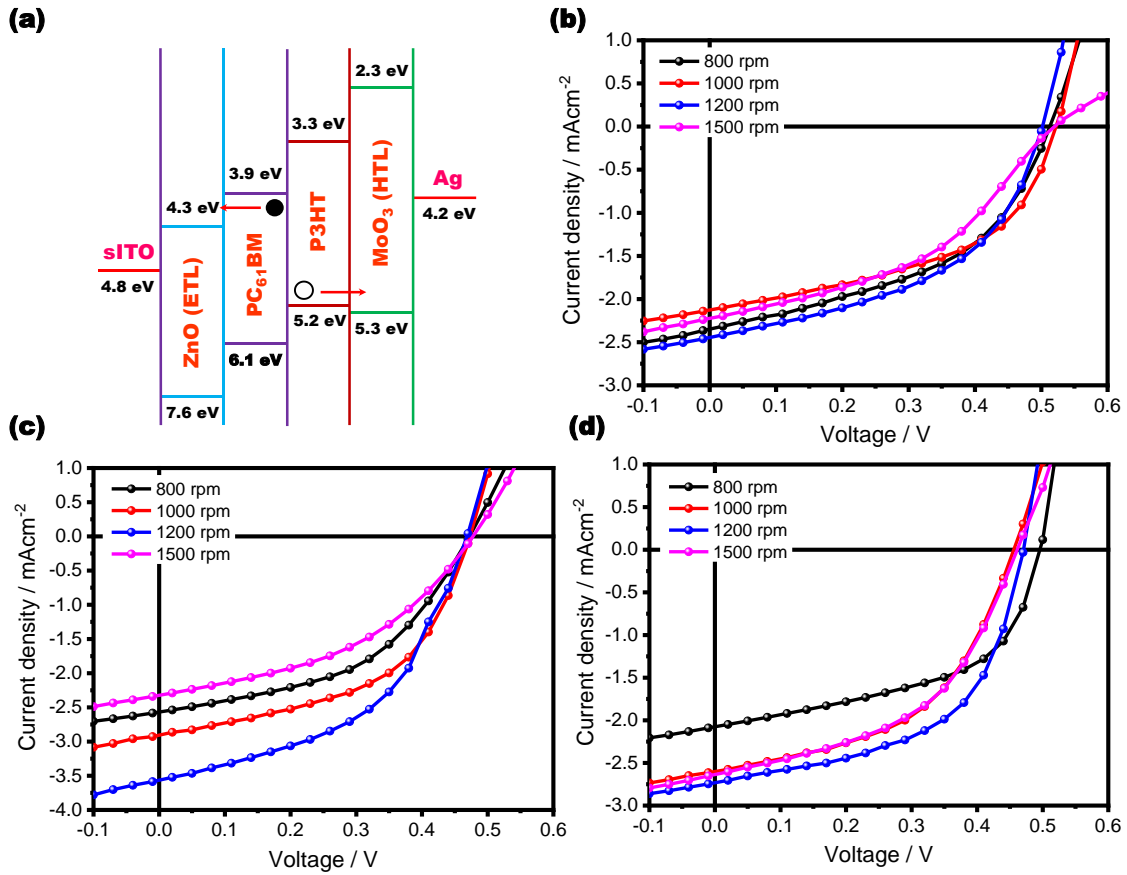 (a)
2.3 eV
3.3 eV
3.9 eV
4.3 eV
Ag
4.2 eV
sITO
4.8 eV
ZnO (ETL)
PC₆₁BM
P3HT
MoO₃ (HTL)
5.2 eV
5.3 eV
6.1 eV
7.6 eV
(b)
800 rpm
1000 rpm
1200 rpm
1500 rpm
1.0
0.5
0.0
-0.5
-1.0
-1.5
-2.0
-2.5
-3.0
Current density / mAcm⁻²
-0.1 0.0 0.1 0.2 0.3 0.4 0.5 0.6
Voltage / V
(c)
800 rpm
1000 rpm
1200 rpm
1500 rpm
1.0
0.5
0.0
-0.5
-1.0
-1.5
-2.0
-2.5
-3.0
-3.5
-4.0
Current density / mAcm⁻²
-0.1 0.0 0.1 0.2 0.3 0.4 0.5 0.6
Voltage / V
(d)
800 rpm
1000 rpm
1200 rpm
1500 rpm
1.0
0.5
0.0
-0.5
-1.0
-1.5
-2.0
-2.5
-3.0
Current density / mAcm⁻²
-0.1 0.0 0.1 0.2 0.3 0.4 0.5 0.6
Voltage / V